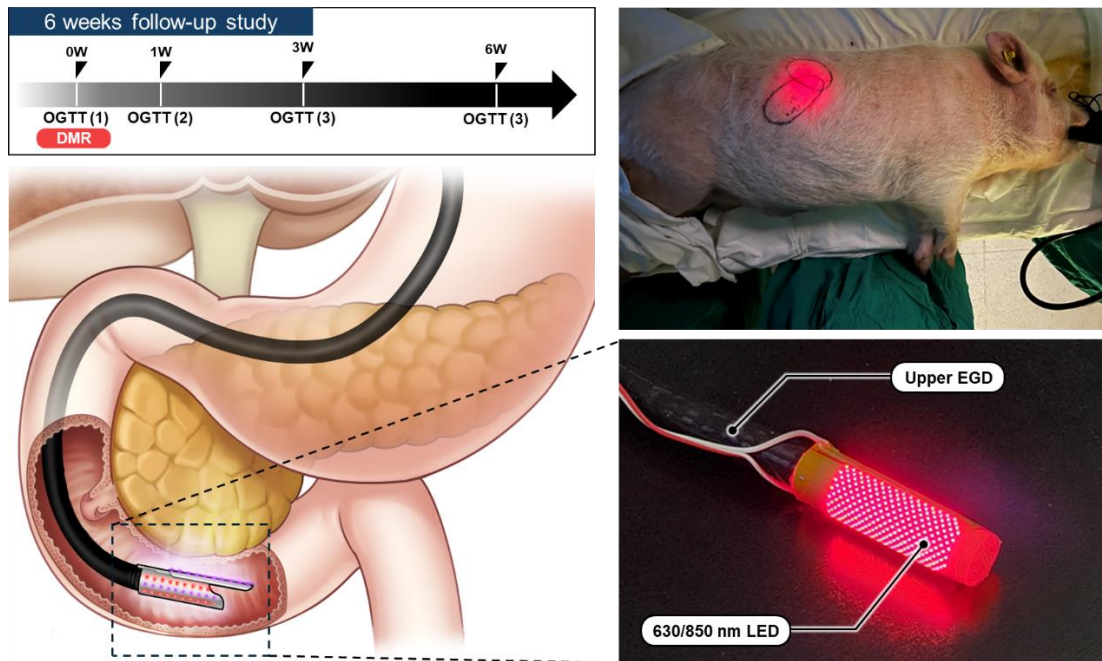 6 weeks follow-up study
0W 1W 3W 6W
OGTT (1) OGTT (2) OGTT (3) OGTT (3)
DMR
Upper EGD
630/850 nm LED